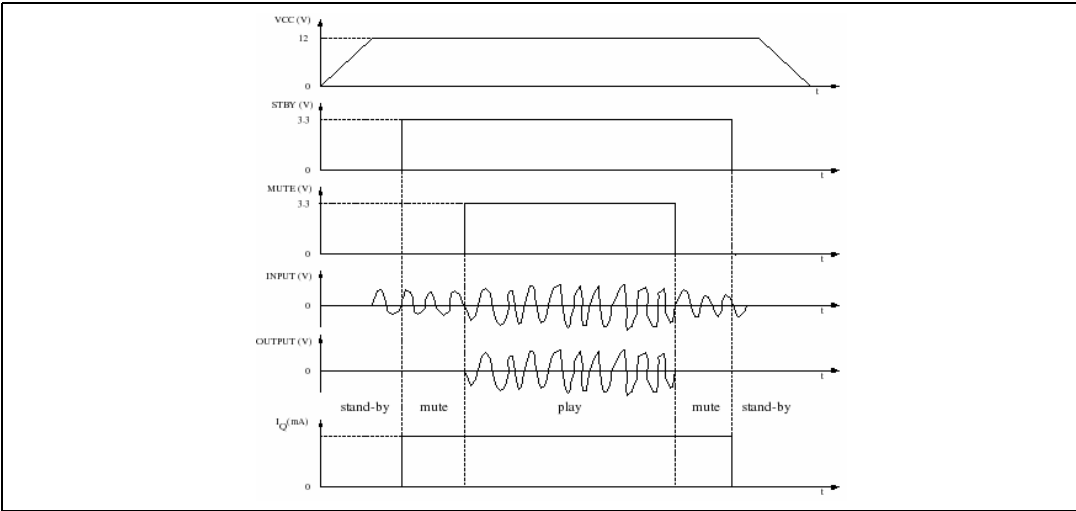 VCC (V)
12
0
t
STBY (V)
3.3
0
t
MUTE (V)
3.3
0
t
INPUT (V)
0
t
OUTPUT (V)
0
t
stand-by mute play mute stand-by
IQ(mA)
0
t